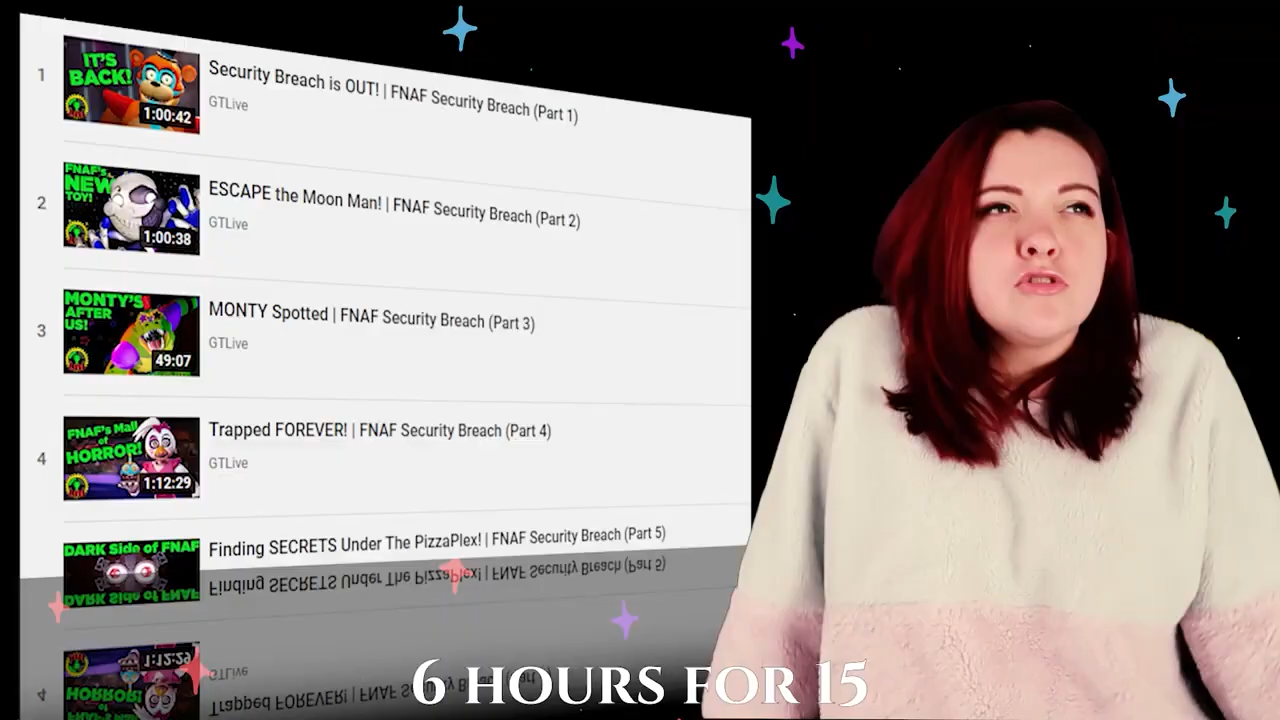 1
IT'S
BACK!
1:00:42
Security Breach is OUT! | FNAF Security Breach (Part 1)
GTLive
2
FNAF's
NEW
TOY!
1:00:38
ESCAPE the Moon Man! | FNAF Security Breach (Part 2)
GTLive
3
MONTY'S
AFTER
US!
49:07
MONTY Spotted | FNAF Security Breach (Part 3)
GTLive
4
FNAF's Mall
of
HORROR!
1:12:29
Trapped FOREVER! | FNAF Security Breach (Part 4)
GTLive
DARK Side of FNAF
Finding SECRETS Under The PizzaPlex! | FNAF Security Breach (Part 5)
6 HOURS FOR 15